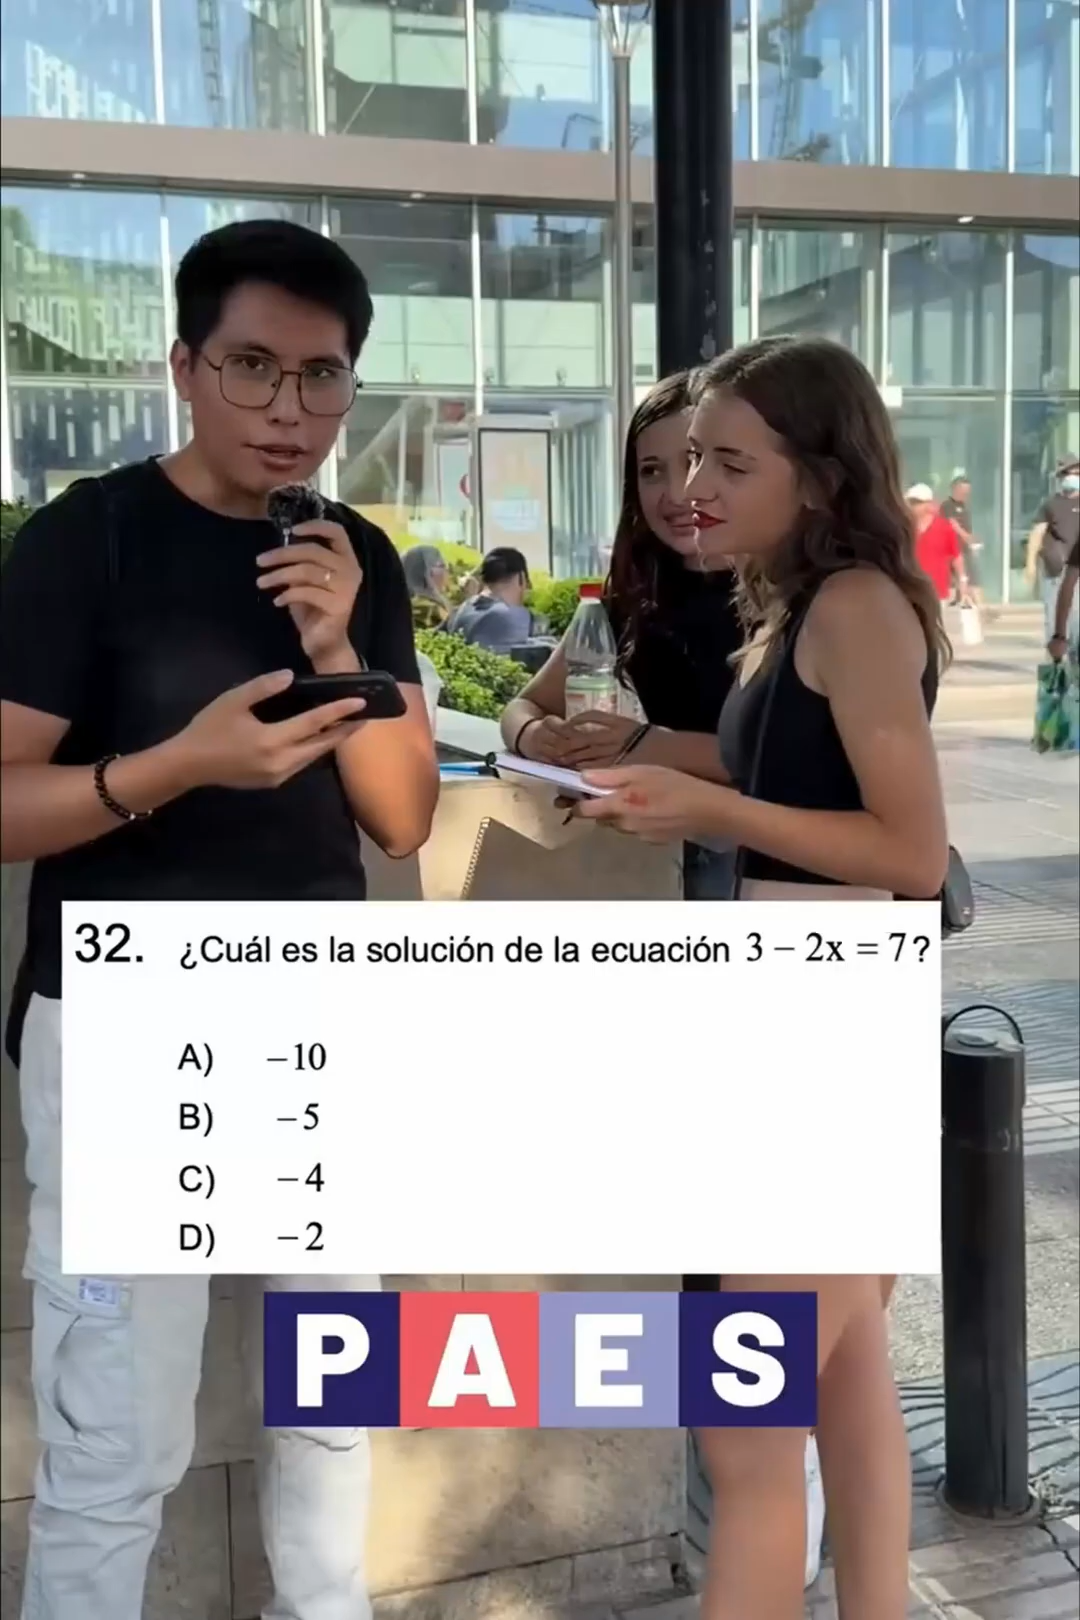 32. ¿Cuál es la solución de la ecuación 3 − 2x = 7?
A) −10
B) −5
C) −4
D) −2
PAES